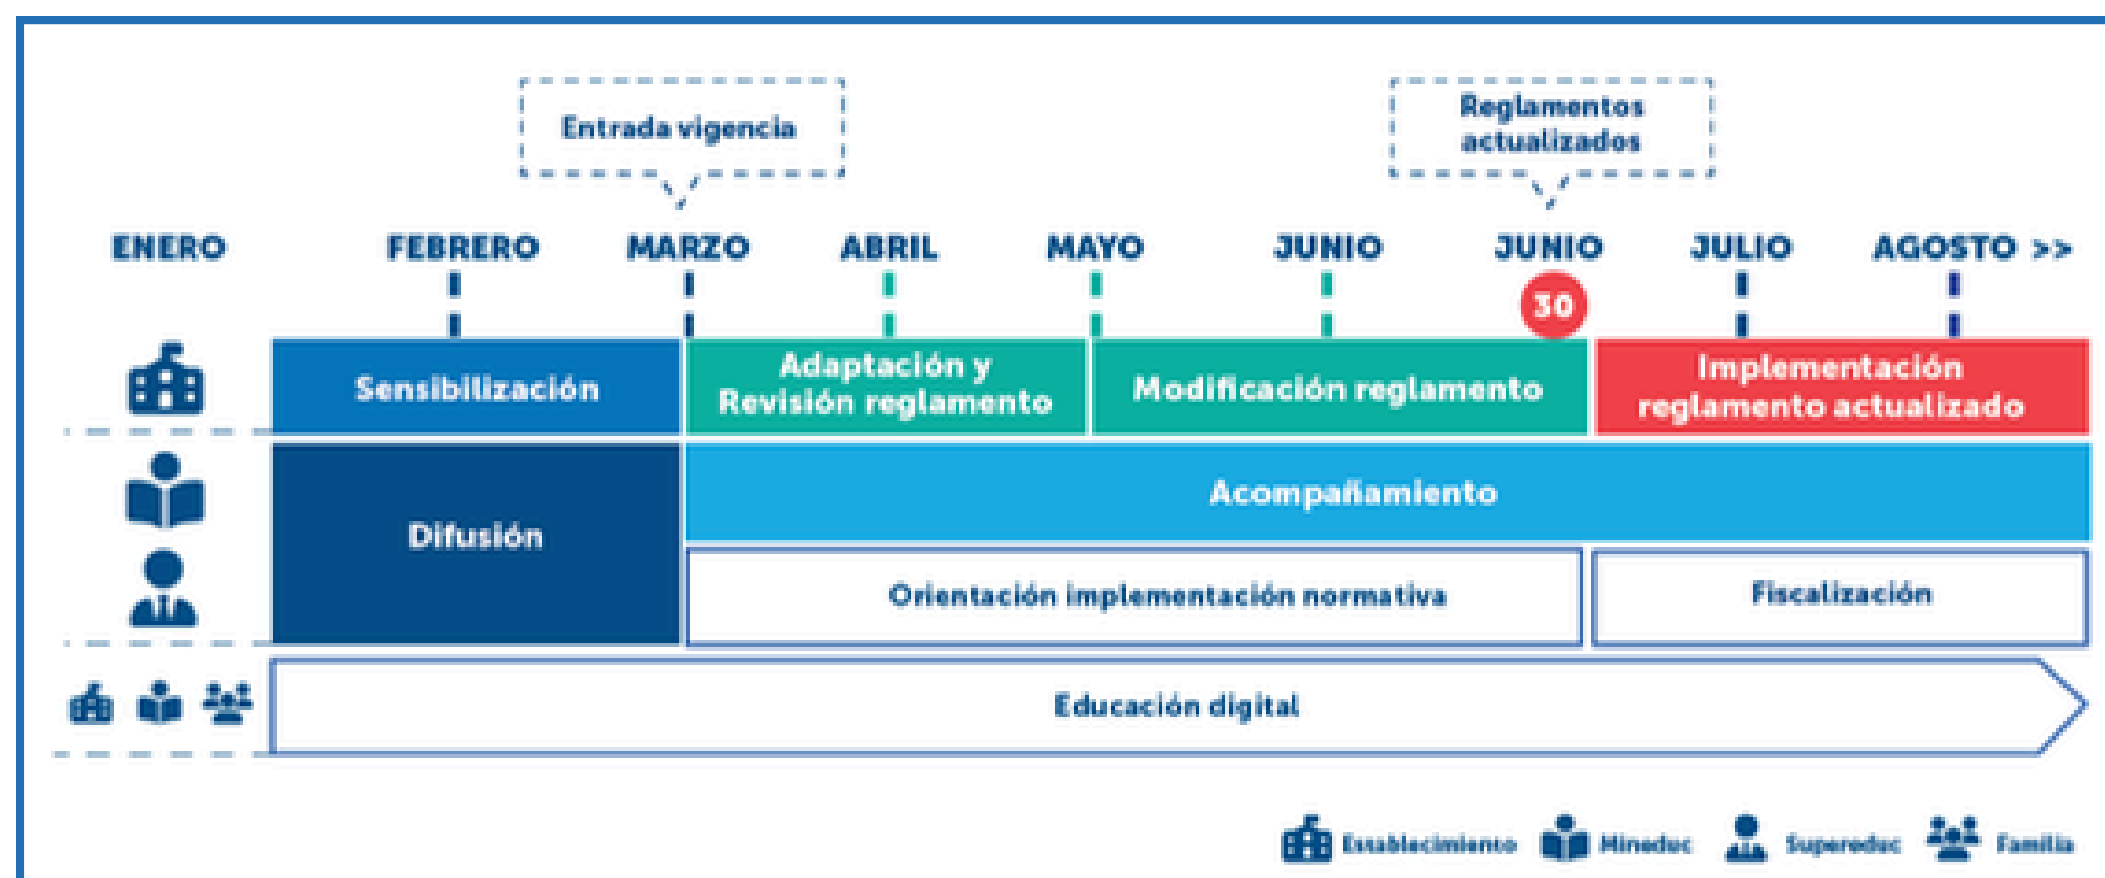 Entrada vigencia
Reglamentos
actualizados
ENERO FEBRERO MARZO ABRIL MAYO JUNIO JUNIO JULIO AGOSTO >>
30
Sensibilización
Adaptación y
Revisión reglamento
Modificación reglamento
Implementación
reglamento actualizado
Difusión
Acompañamiento
Orientación implementación normativa
Fiscalización
Educación digital
Establecimiento Mineduc Supereduc Familia